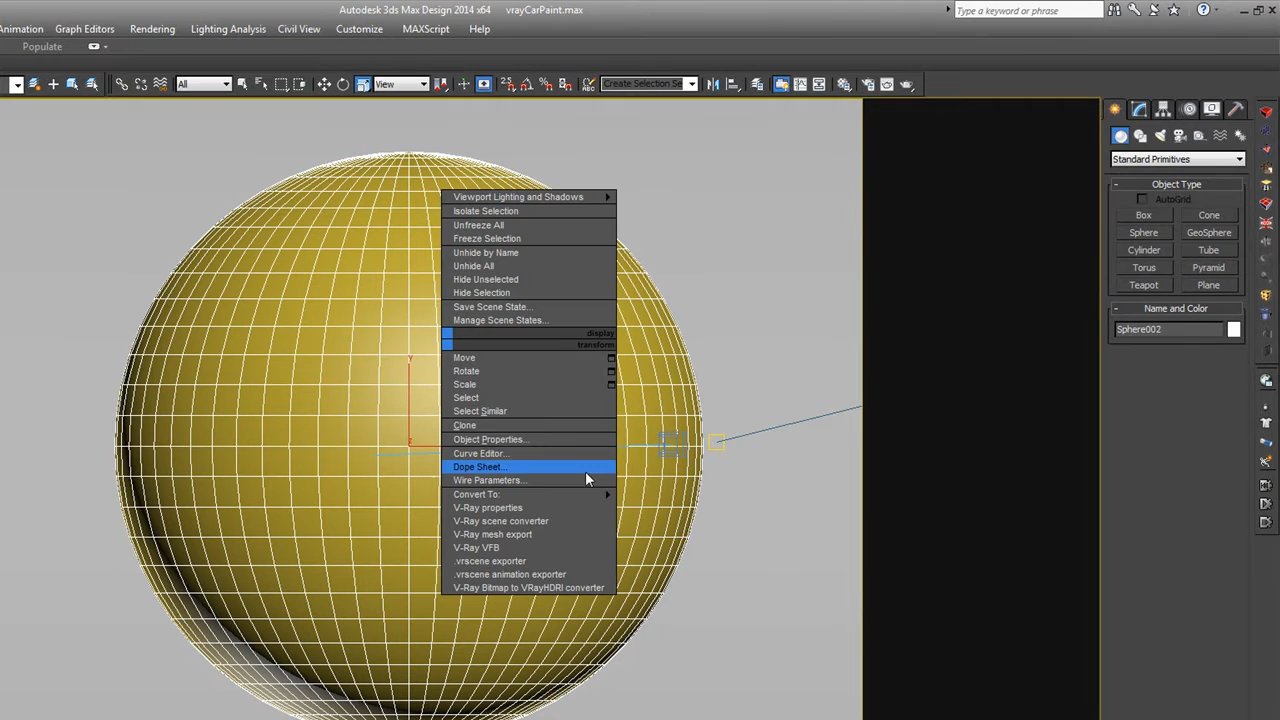 Autodesk 3ds Max Design 2014 x64 vrayCarPaint.max
Type a keyword or phrase
Animation Graph Editors Rendering Lighting Analysis Civil View Customize MAXScript Help
Populate
All
View
2.5
Create Selection Se
Standard Primitives
Object Type
AutoGrid
Box Cone
Sphere GeoSphere
Cylinder Tube
Torus Pyramid
Teapot Plane
Name and Color
Sphere002
Viewport Lighting and Shadows
Isolate Selection
Unfreeze All
Freeze Selection
Unhide by Name
Unhide All
Hide Unselected
Hide Selection
Save Scene State...
Manage Scene States...
display
transform
Move
Rotate
Scale
Select
Select Similar
Clone
Object Properties...
Curve Editor...
Dope Sheet...
Wire Parameters...
Convert To:
V-Ray properties
V-Ray scene converter
V-Ray mesh export
V-Ray VFB
.vrscene exporter
.vrscene animation exporter
V-Ray Bitmap to VRayHDRI converter
Y
x